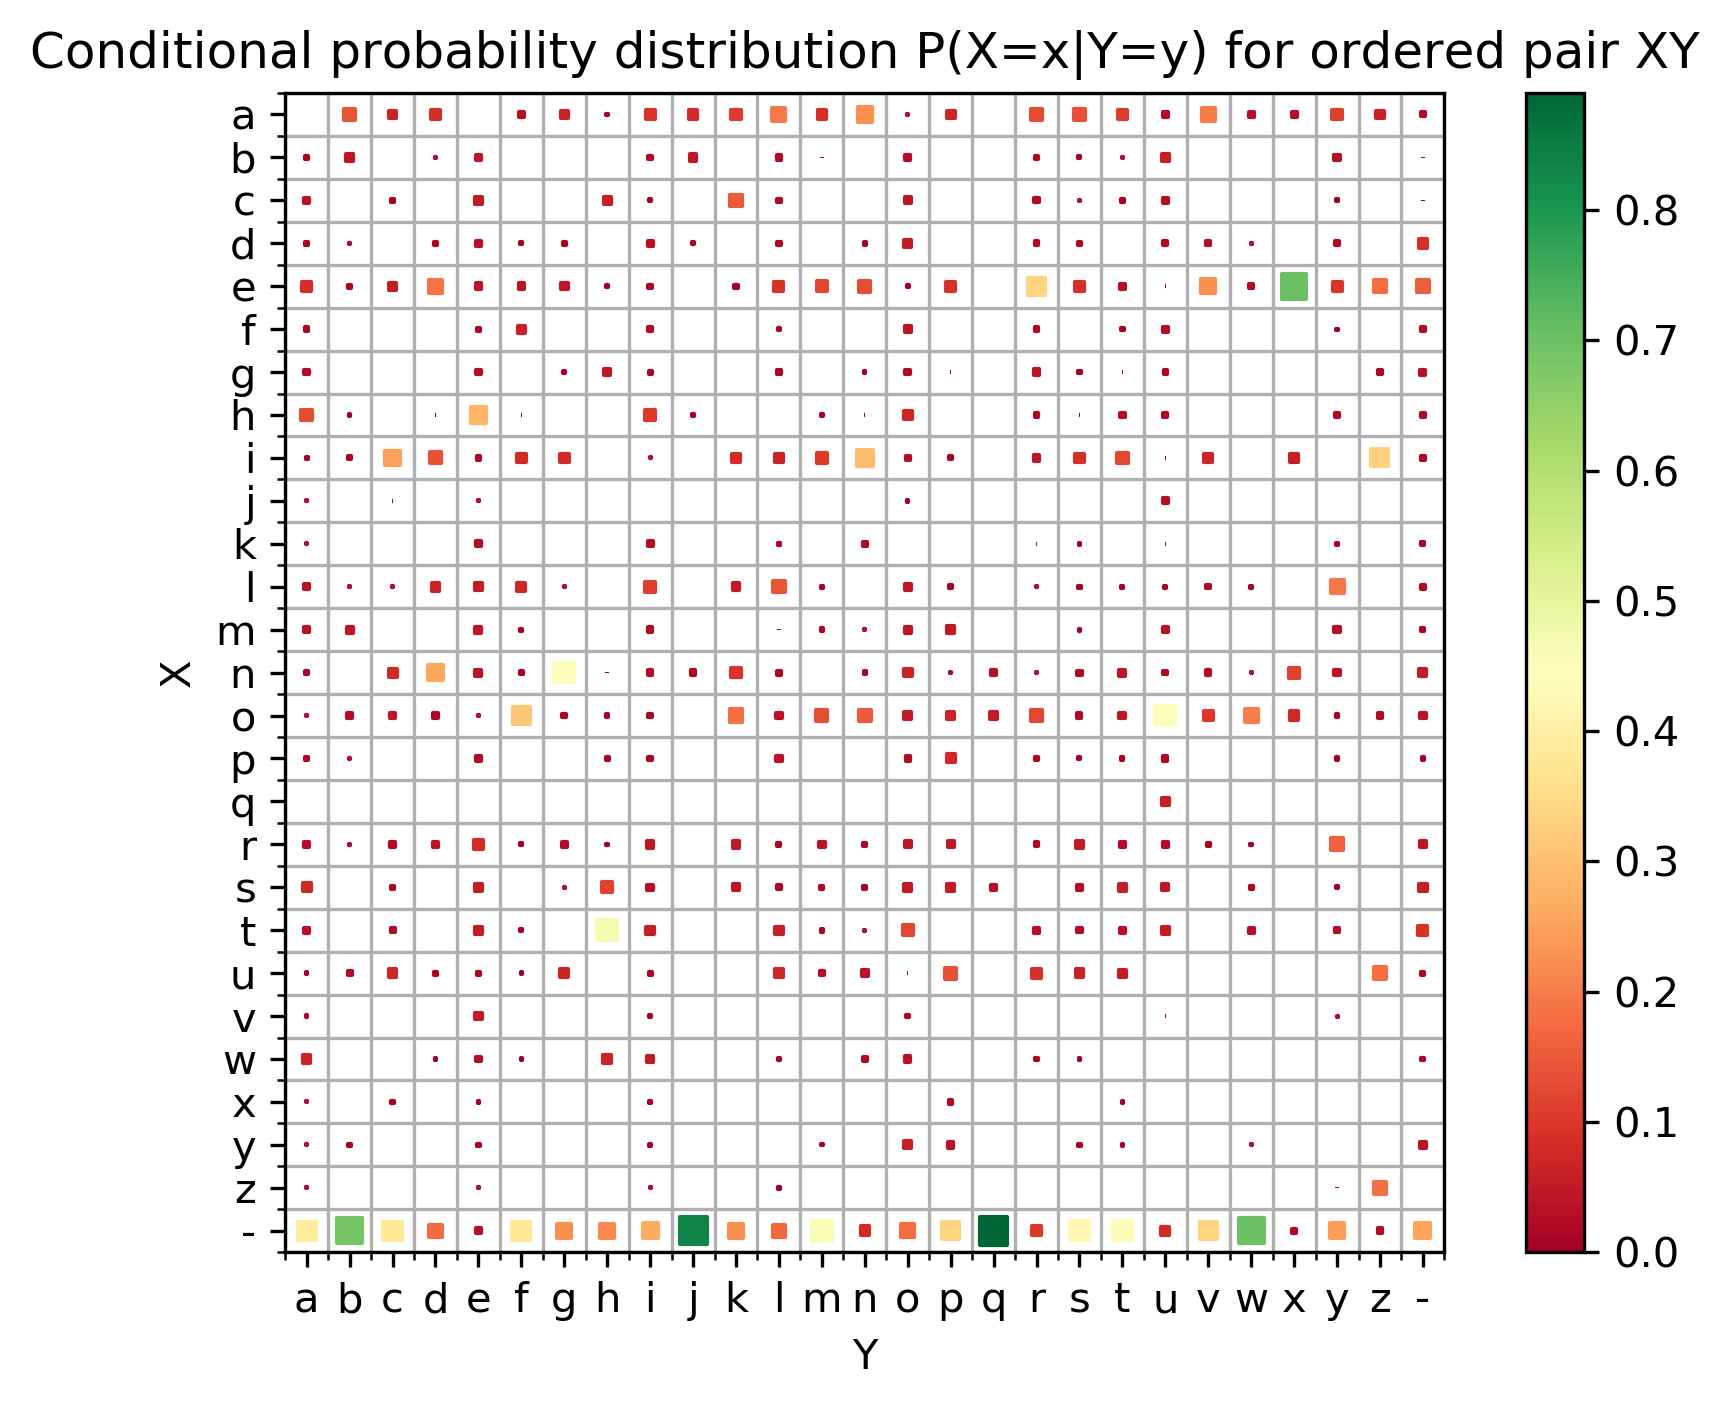 Conditional probability distribution P(X=x|Y=y) for ordered pair XY
a
b
c
d
e
f
g
h
i
j
k
l
m
n
o
p
q
r
s
t
u
v
w
x
y
z
-
X
a b c d e f g h i j k l m n o p q r s t u v w x y z -
Y
0.8
0.7
0.6
0.5
0.4
0.3
0.2
0.1
0.0